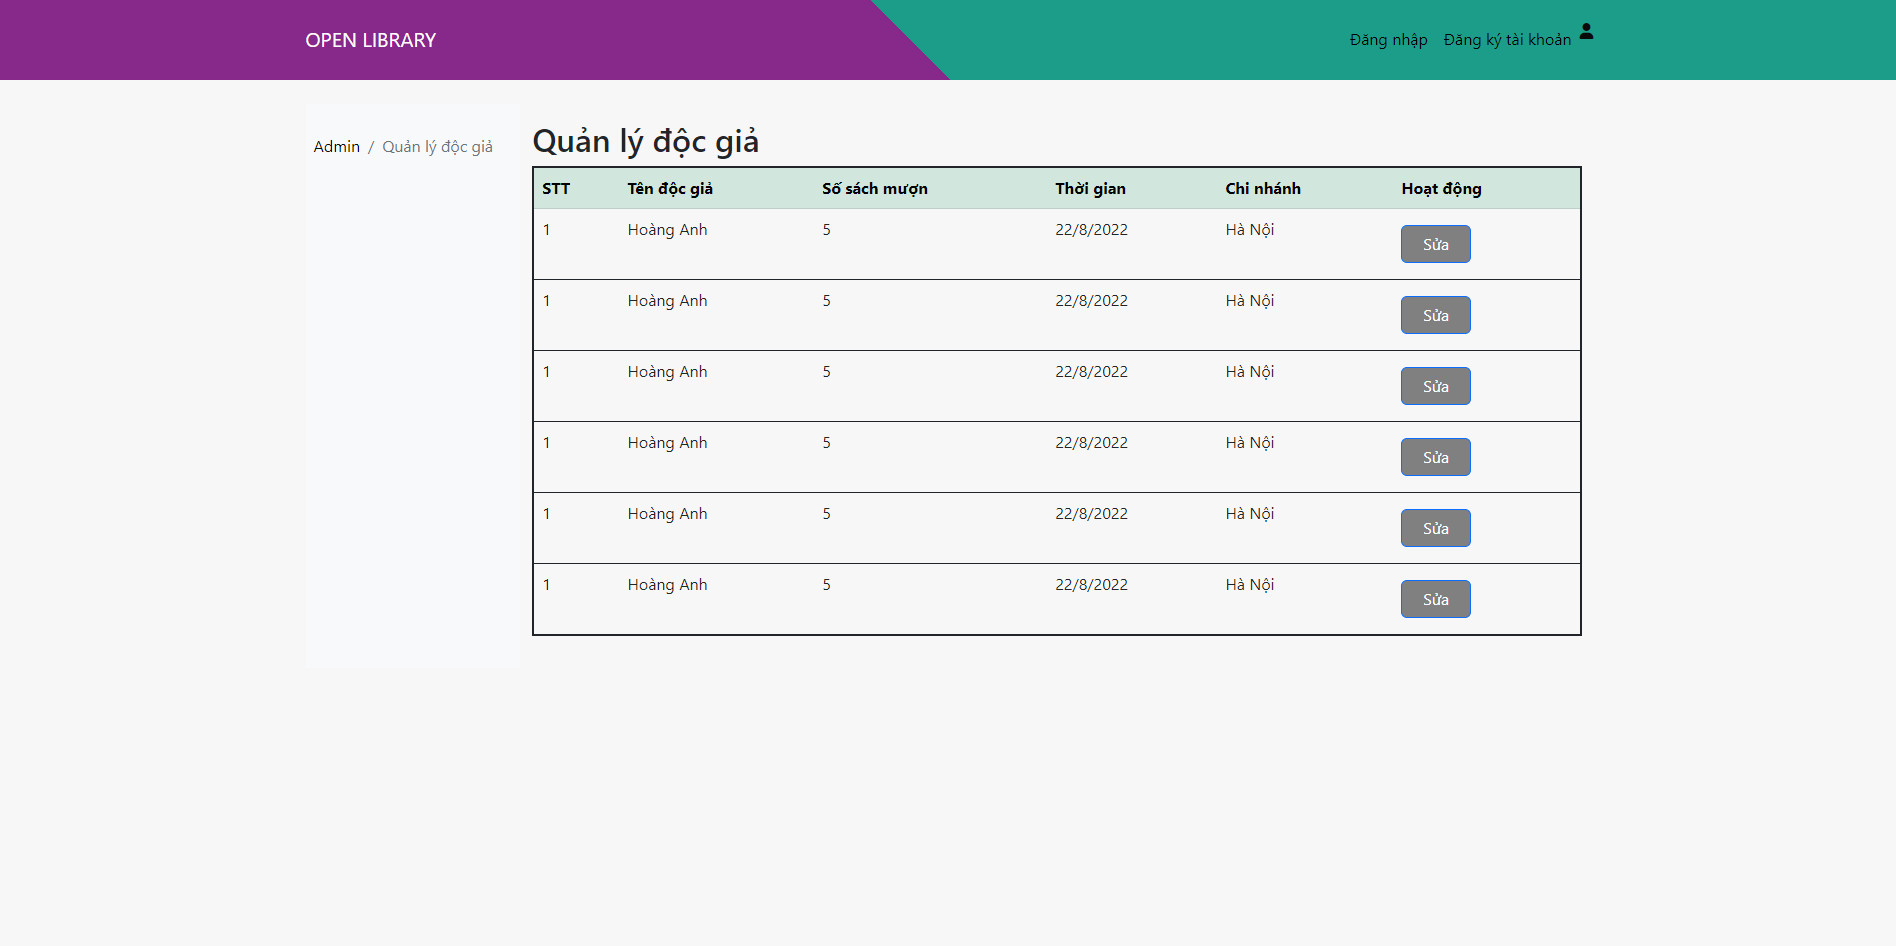 OPEN LIBRARY
Đăng nhập Đăng ký tài khoản
Admin / Quản lý độc giả
Quản lý độc giả
STT Tên độc giả Số sách mượn Thời gian Chi nhánh Hoạt động
1 Hoàng Anh 5 22/8/2022 Hà Nội Sửa
1 Hoàng Anh 5 22/8/2022 Hà Nội Sửa
1 Hoàng Anh 5 22/8/2022 Hà Nội Sửa
1 Hoàng Anh 5 22/8/2022 Hà Nội Sửa
1 Hoàng Anh 5 22/8/2022 Hà Nội Sửa
1 Hoàng Anh 5 22/8/2022 Hà Nội Sửa